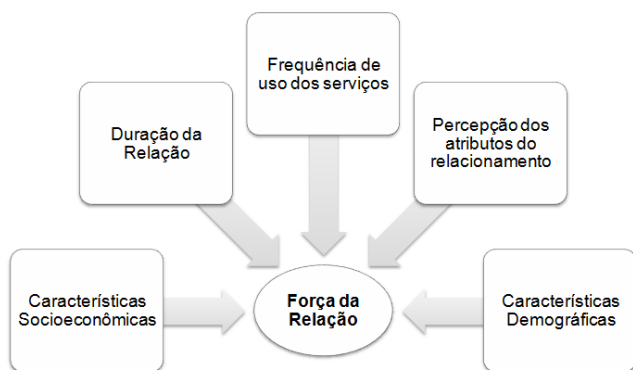 Frequência de
uso dos serviços
Duração da
Relação
Percepção dos
atributos do
relacionamento
Características
Socioeconômicas
Força da
Relação
Características
Demográficas